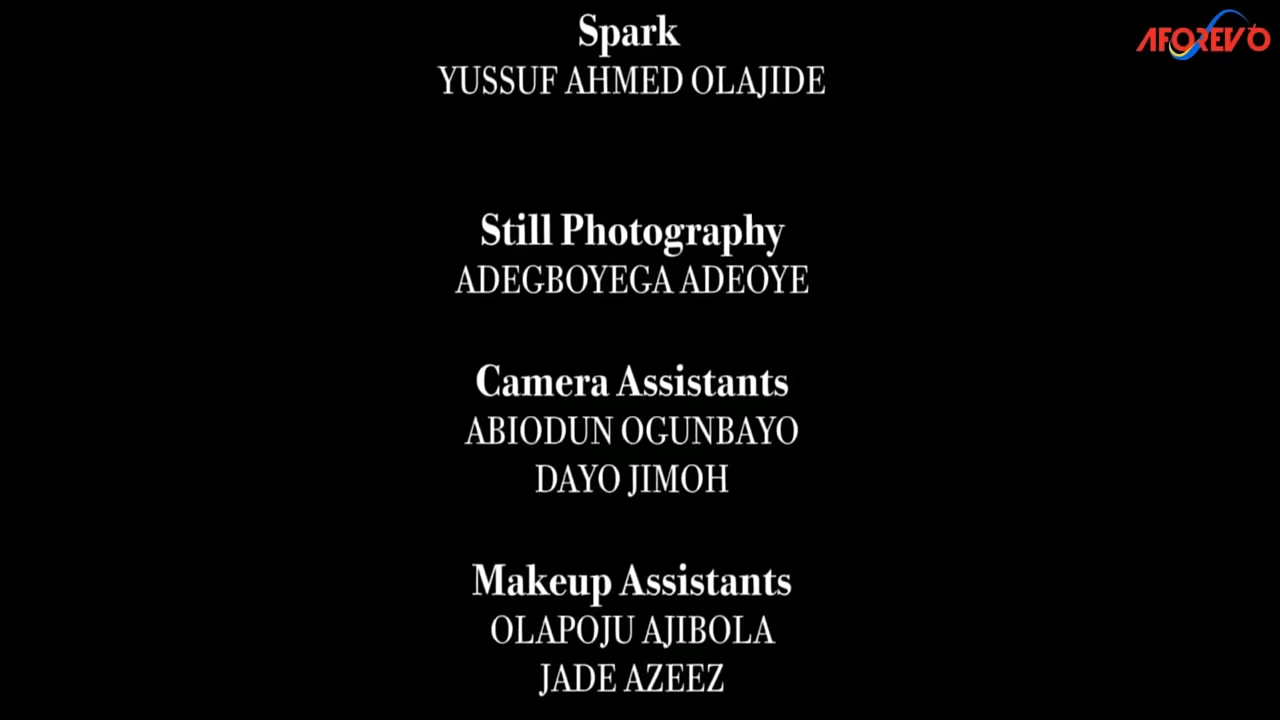 AFOREVO
Spark
YUSSUF AHMED OLAJIDE
Still Photography
ADEGBOYEGA ADEOYE
Camera Assistants
ABIODUN OGUNBAYO
DAYO JIMOH
Makeup Assistants
OLAPOJU AJIBOLA
JADE AZEEZ